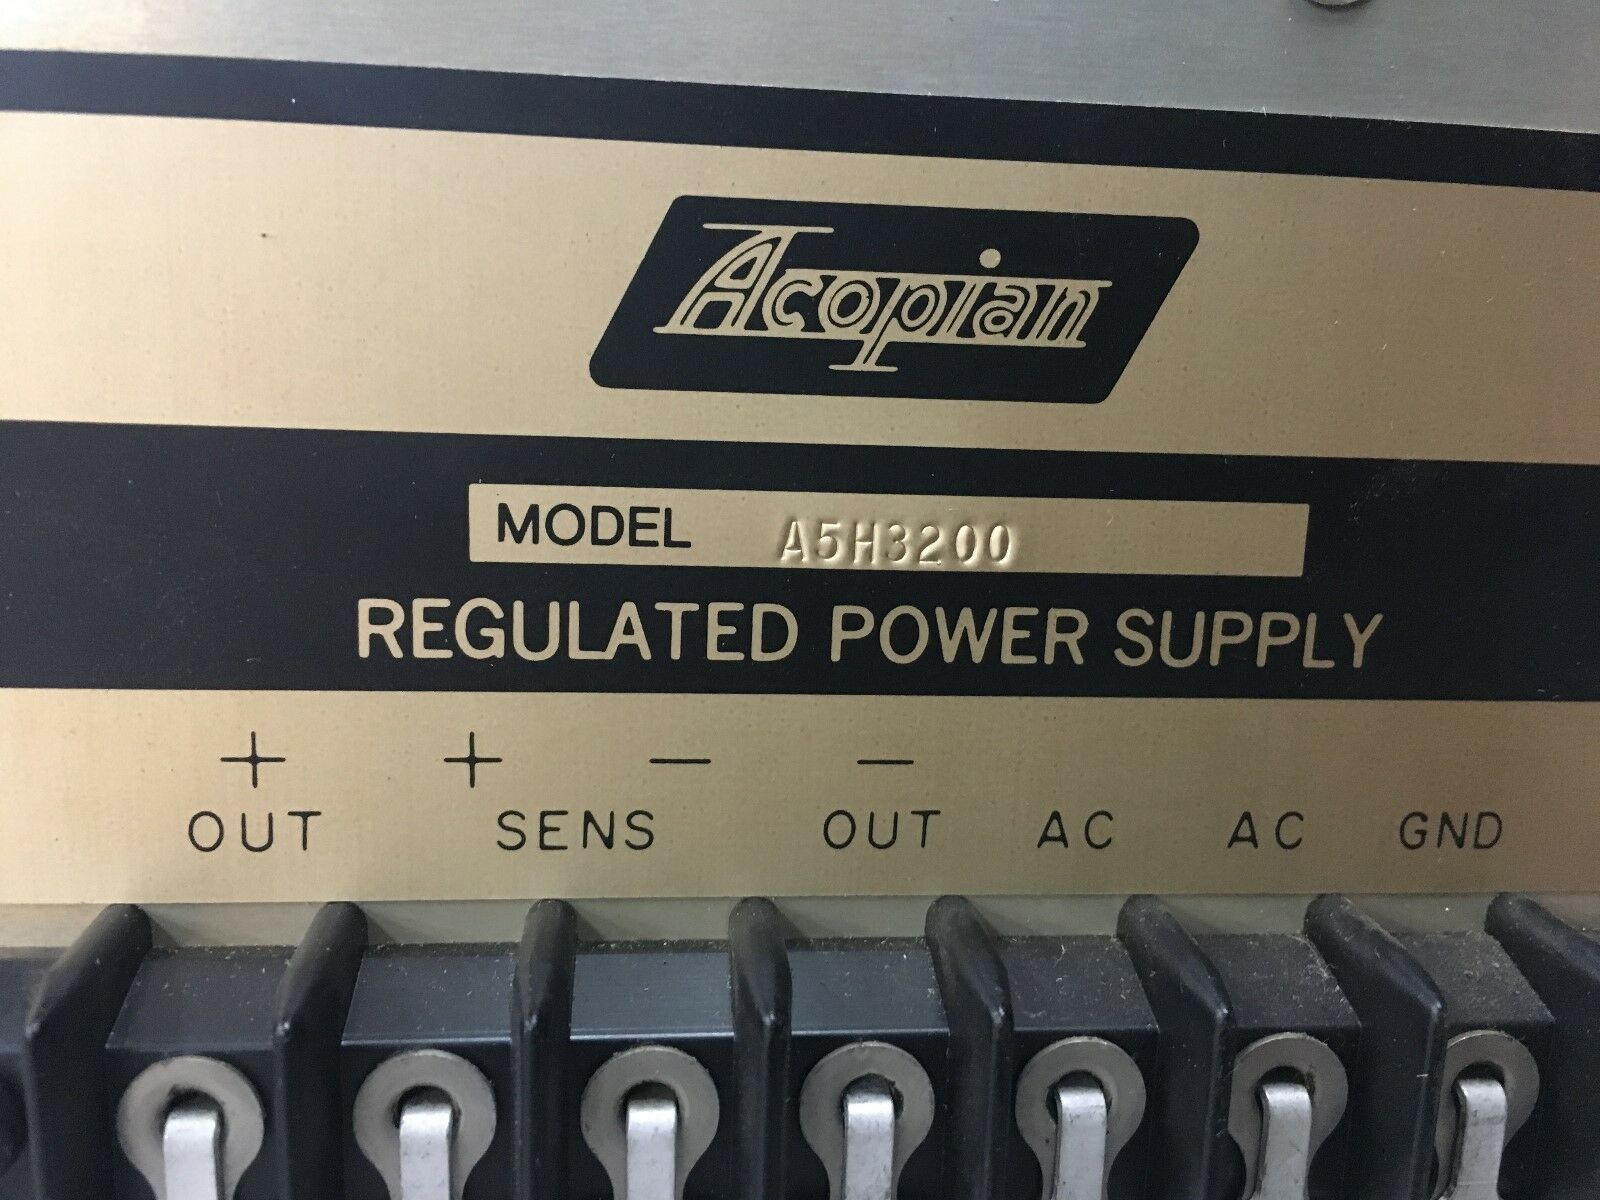 Acopian
MODEL A5H3200
REGULATED POWER SUPPLY
+ + − −
OUT SENS OUT AC AC GND